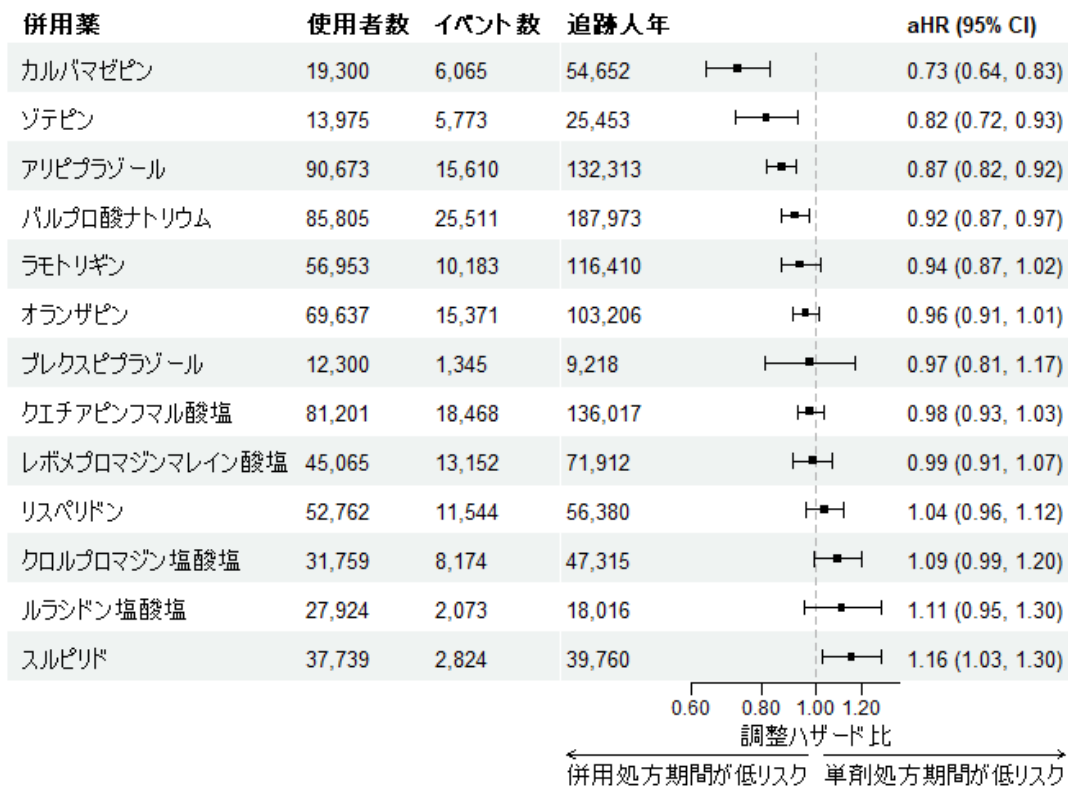 併用薬 使用者数 イベント数 追跡人年 aHR (95% CI)
カルバマゼピン 19,300 6,065 54,652 0.73 (0.64, 0.83)
ゾテピン 13,975 5,773 25,453 0.82 (0.72, 0.93)
アリピプラゾール 90,673 15,610 132,313 0.87 (0.82, 0.92)
バルプロ酸ナトリウム 85,805 25,511 187,973 0.92 (0.87, 0.97)
ラモトリギン 56,953 10,183 116,410 0.94 (0.87, 1.02)
オランザピン 69,637 15,371 103,206 0.96 (0.91, 1.01)
ブレクスピプラゾール 12,300 1,345 9,218 0.97 (0.81, 1.17)
クエチアピンフマル酸塩 81,201 18,468 136,017 0.98 (0.93, 1.03)
レボメプロマジンマレイン酸塩 45,065 13,152 71,912 0.99 (0.91, 1.07)
リスペリドン 52,762 11,544 56,380 1.04 (0.96, 1.12)
クロルプロマジン塩酸塩 31,759 8,174 47,315 1.09 (0.99, 1.20)
ルラシドン塩酸塩 27,924 2,073 18,016 1.11 (0.95, 1.30)
スルピリド 37,739 2,824 39,760 1.16 (1.03, 1.30)
0.60 0.80 1.00 1.20
調整ハザード比
併用処方期間が低リスク 単剤処方期間が低リスク